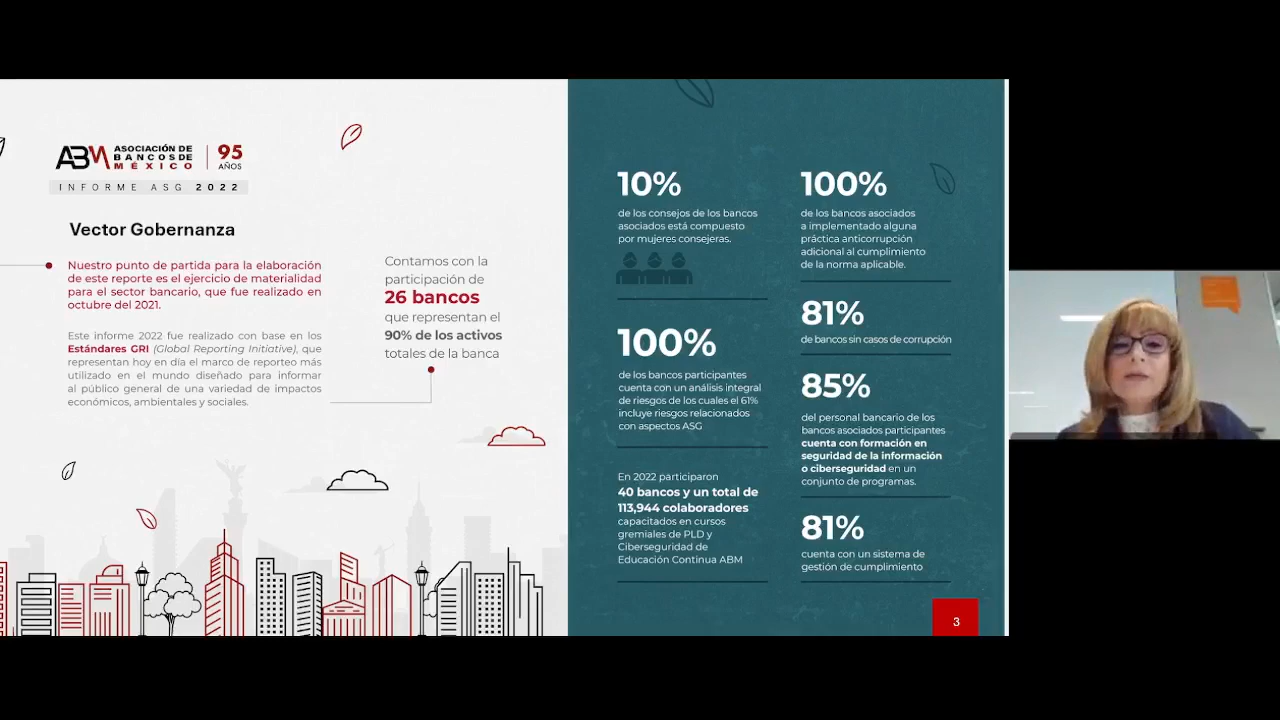 ABM
ASOCIACIÓN DE
BANCOS DE
MÉXICO
95
AÑOS
INFORME ASG 2022
Vector Gobernanza
Nuestro punto de partida para la elaboración
de este reporte es el ejercicio de materialidad
para el sector bancario, que fue realizado en
octubre del 2021.
Este informe 2022 fue realizado con base en los
Estándares GRI (Global Reporting Initiative), que
representan hoy en día el marco de reporteo más
utilizado en el mundo diseñado para informar
al público general de una variedad de impactos
económicos, ambientales y sociales.
Contamos con la
participación de
26 bancos
que representan el
90% de los activos
totales de la banca
10%
de los consejos de los bancos
asociados está compuesto
por mujeres consejeras.
100%
de los bancos participantes
cuenta con un análisis integral
de riesgos de los cuales el 61%
incluye riesgos relacionados
con aspectos ASG
En 2022 participaron
40 bancos y un total de
113,944 colaboradores
capacitados en cursos
gremiales de PLD y
Ciberseguridad de
Educación Continua ABM
100%
de los bancos asociados
a implementado alguna
práctica anticorrupción
adicional al cumplimiento
de la norma aplicable.
81%
de bancos sin casos de corrupción
85%
del personal bancario de los
bancos asociados participantes
cuenta con formación en
seguridad de la información
o ciberseguridad en un
conjunto de programas.
81%
cuenta con un sistema de
gestión de cumplimiento
3